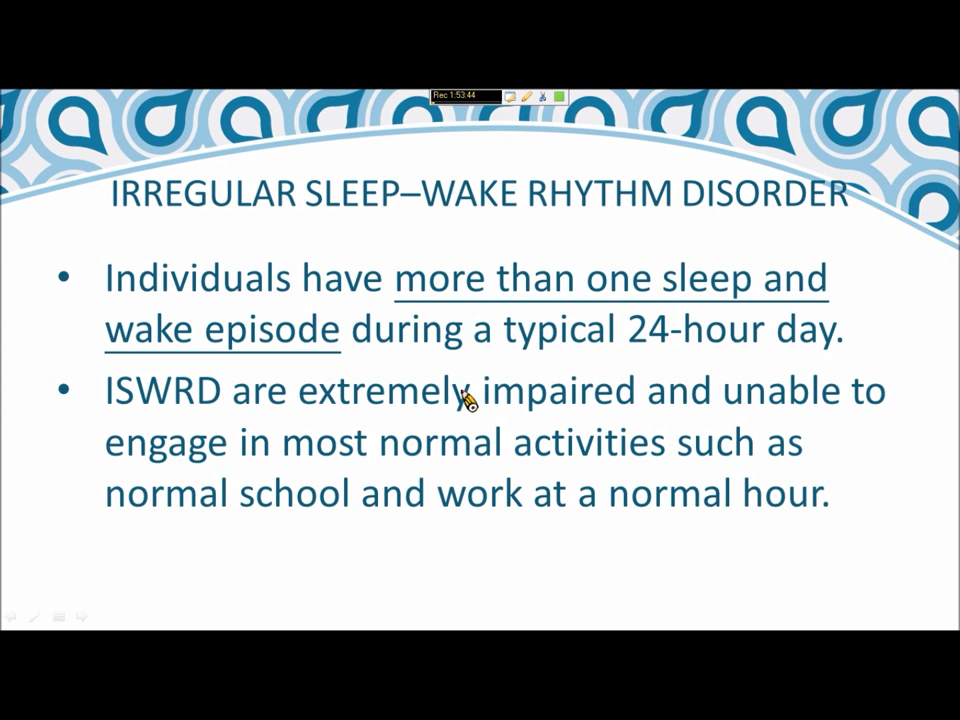 Rec 1:53:44
IRREGULAR SLEEP–WAKE RHYTHM DISORDER
• Individuals have more than one sleep and
wake episode during a typical 24-hour day.
• ISWRD are extremely impaired and unable to
engage in most normal activities such as
normal school and work at a normal hour.